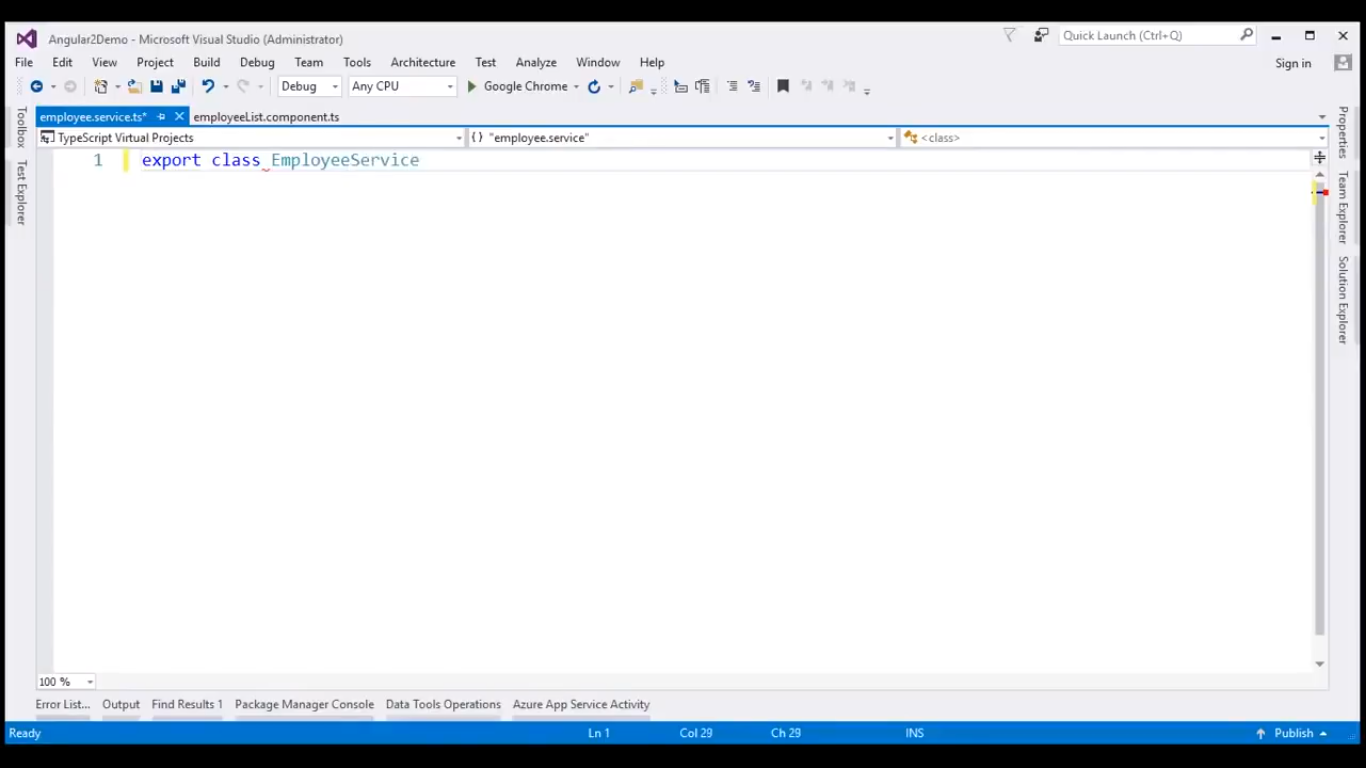 Angular2Demo - Microsoft Visual Studio (Administrator)
Quick Launch (Ctrl+Q)
File Edit View Project Build Debug Team Tools Architecture Test Analyze Window Help
Sign in
Debug Any CPU Google Chrome
employee.service.ts* employeeList.component.ts
TypeScript Virtual Projects {} "employee.service" <class>
1 export class EmployeeService
Toolbox
Test Explorer
Properties
Team Explorer
Solution Explorer
100 %
Error List... Output Find Results 1 Package Manager Console Data Tools Operations Azure App Service Activity
Ready Ln 1 Col 29 Ch 29 INS Publish